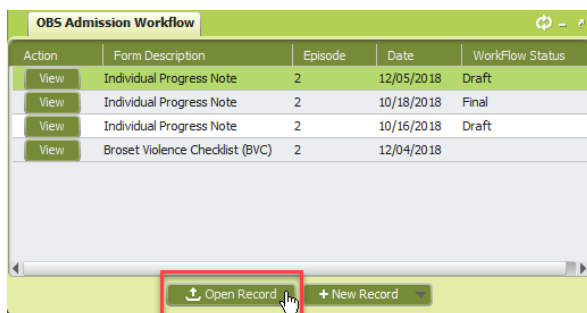 OBS Admission Workflow
Action Form Description Episode Date WorkFlow Status
View Individual Progress Note 2 12/05/2018 Draft
View Individual Progress Note 2 10/18/2018 Final
View Individual Progress Note 2 10/16/2018 Draft
View Broset Violence Checklist (BVC) 2 12/04/2018
Open Record + New Record